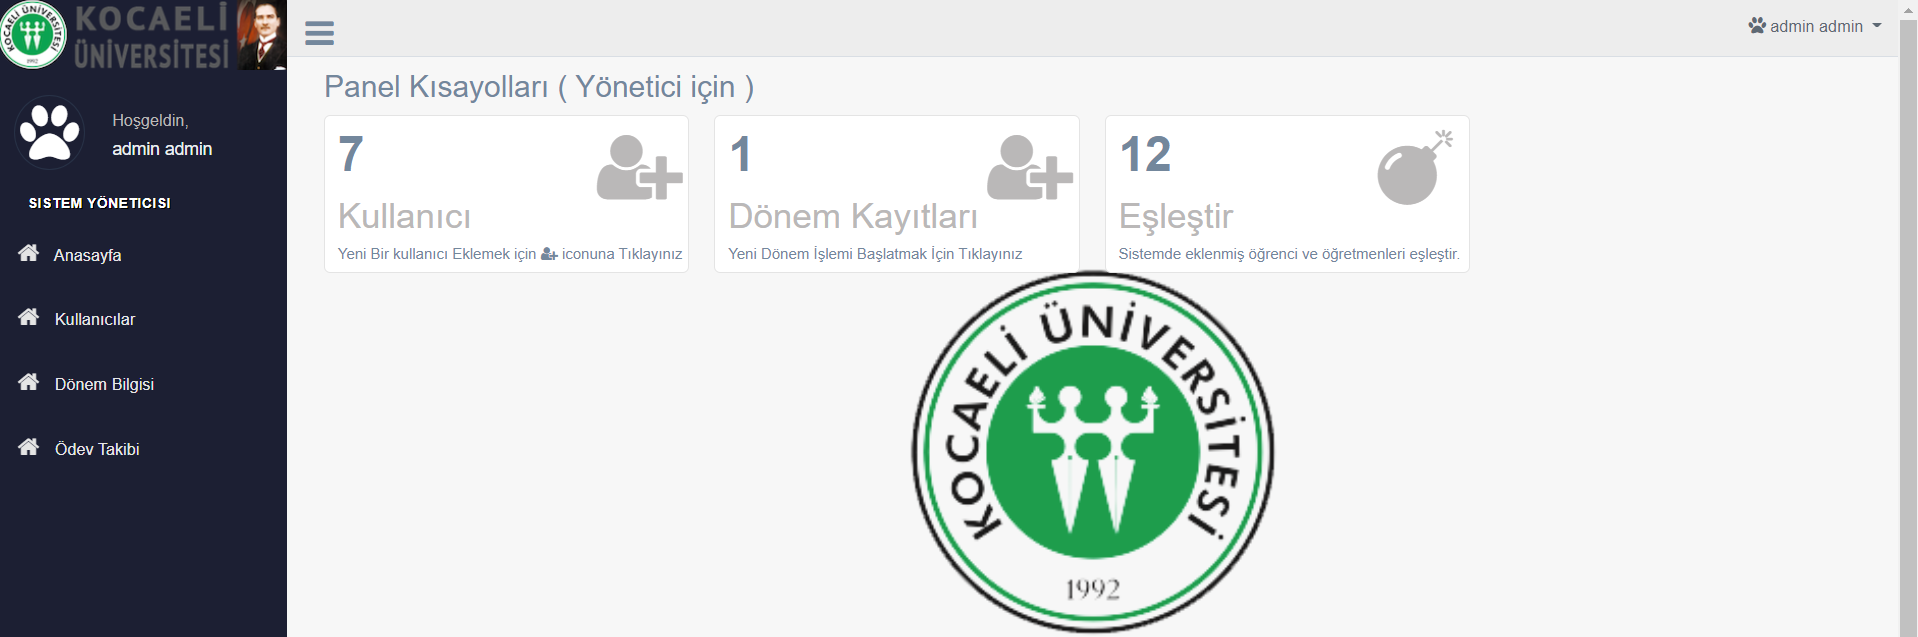 KOCAELİ
ÜNİVERSİTESİ
KOCAELİ ÜNİVERSİTESİ
1992
admin admin
Hoşgeldin,
admin admin
SISTEM YÖNETICISI
Anasayfa
Kullanıcılar
Dönem Bilgisi
Ödev Takibi
Panel Kısayolları ( Yönetici için )
7
Kullanıcı
Yeni Bir kullanıcı Eklemek için iconuna Tıklayınız
1
Dönem Kayıtları
Yeni Dönem İşlemi Başlatmak İçin Tıklayınız
12
Eşleştir
Sistemde eklenmiş öğrenci ve öğretmenleri eşleştir.
KOCAELİ ÜNİVERSİTESİ
1992